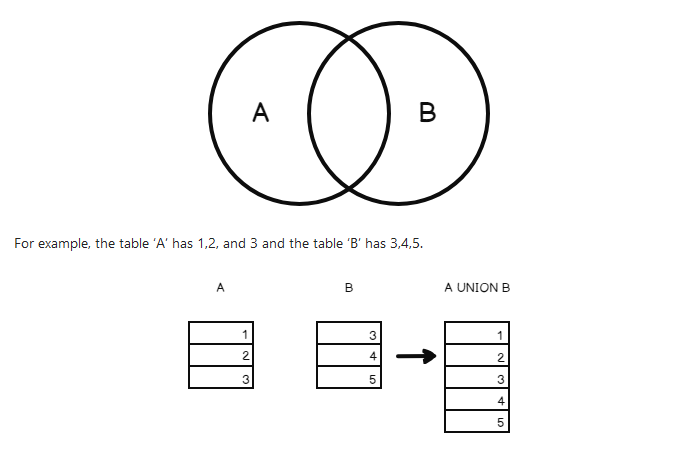 A B
For example, the table 'A' has 1,2, and 3 and the table 'B' has 3,4,5.
A B A UNION B
1 3 1
2 4 2
3 5 3
4
5